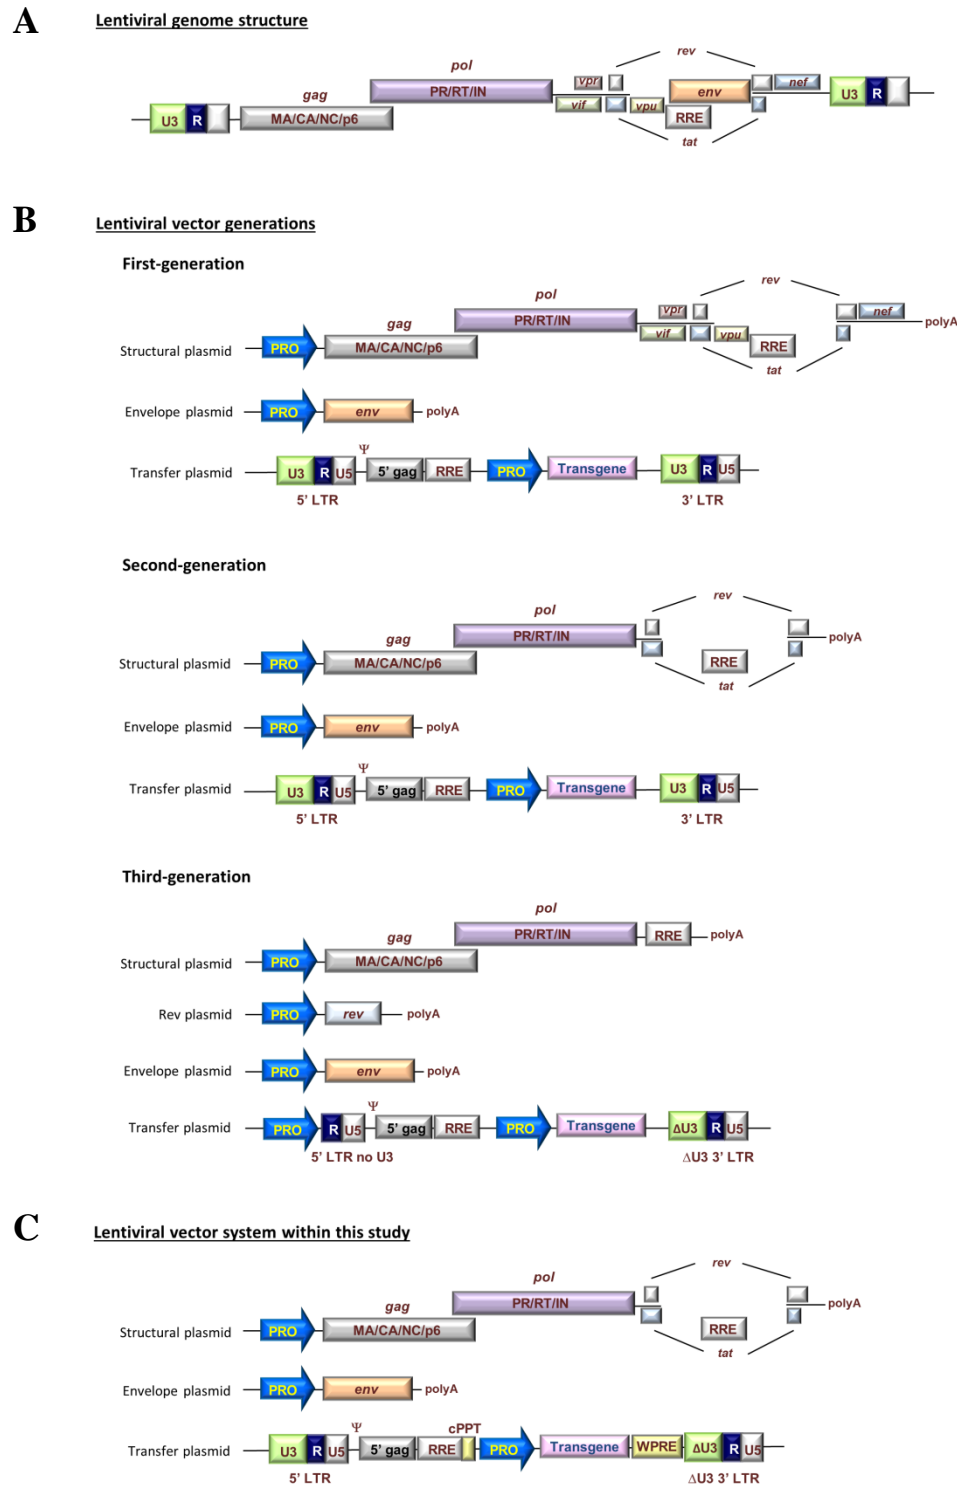 A
Lentiviral genome structure
rev
pol
vpr
nef
gag
PR/RT/IN
env
U3 R
vif
vpu
U3 R
MA/CA/NC/p6
RRE
tat
B
Lentiviral vector generations
First-generation
rev
pol
vpr
nef
gag
PR/RT/IN
polyA
vif
vpu
Structural plasmid
PRO
MA/CA/NC/p6
RRE
tat
Envelope plasmid
PRO
env
polyA
Ψ
Transfer plasmid
U3 R U5
5' gag
RRE
PRO
Transgene
U3 R U5
5' LTR
3' LTR
Second-generation
rev
pol
gag
PR/RT/IN
polyA
Structural plasmid
PRO
MA/CA/NC/p6
RRE
tat
Envelope plasmid
PRO
env
polyA
Ψ
Transfer plasmid
U3 R U5
5' gag
RRE
PRO
Transgene
U3 R U5
5' LTR
3' LTR
Third-generation
pol
gag
PR/RT/IN
RRE
polyA
Structural plasmid
PRO
MA/CA/NC/p6
Rev plasmid
PRO
rev
polyA
Envelope plasmid
PRO
env
polyA
Ψ
Transfer plasmid
PRO
R U5
5' gag
RRE
PRO
Transgene
ΔU3 R U5
5' LTR no U3
ΔU3 3' LTR
C
Lentiviral vector system within this study
rev
pol
gag
PR/RT/IN
polyA
Structural plasmid
PRO
MA/CA/NC/p6
RRE
tat
Envelope plasmid
PRO
env
polyA
Ψ
cPPT
Transfer plasmid
U3 R U5
5' gag
RRE
PRO
Transgene
WPRE
ΔU3 R U5
5' LTR
ΔU3 3' LTR